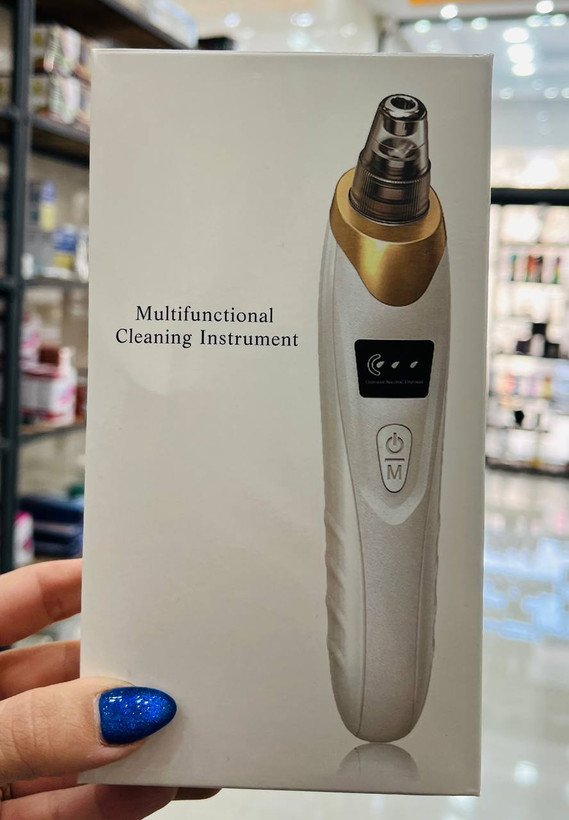 Multifunctional
Cleaning Instrument
M